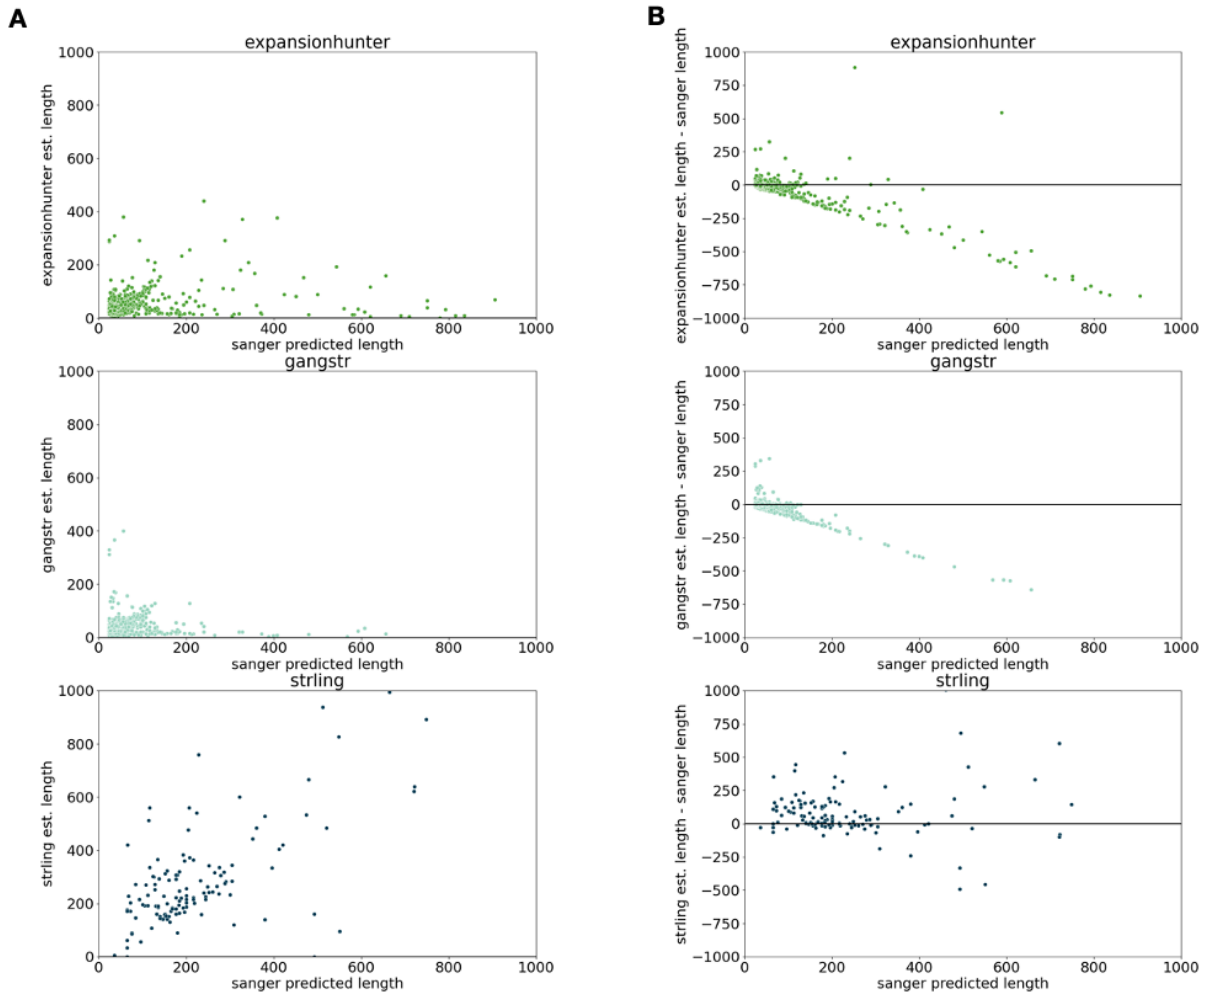 A
expansionhunter
1000
800
600
400
200
0
expansionhunter est. length
0 200 400 600 800 1000
sanger predicted length
gangstr
1000
800
600
400
200
0
gangstr est. length
0 200 400 600 800 1000
sanger predicted length
strling
1000
800
600
400
200
0
strling est. length
0 200 400 600 800 1000
sanger predicted length
B
expansionhunter
1000
750
500
250
0
−250
−500
−750
−1000
expansionhunter est. length - sanger length
0 200 400 600 800 1000
sanger predicted length
gangstr
1000
750
500
250
0
−250
−500
−750
−1000
gangstr est. length - sanger length
0 200 400 600 800 1000
sanger predicted length
strling
1000
750
500
250
0
−250
−500
−750
−1000
strling est. length - sanger length
0 200 400 600 800 1000
sanger predicted length